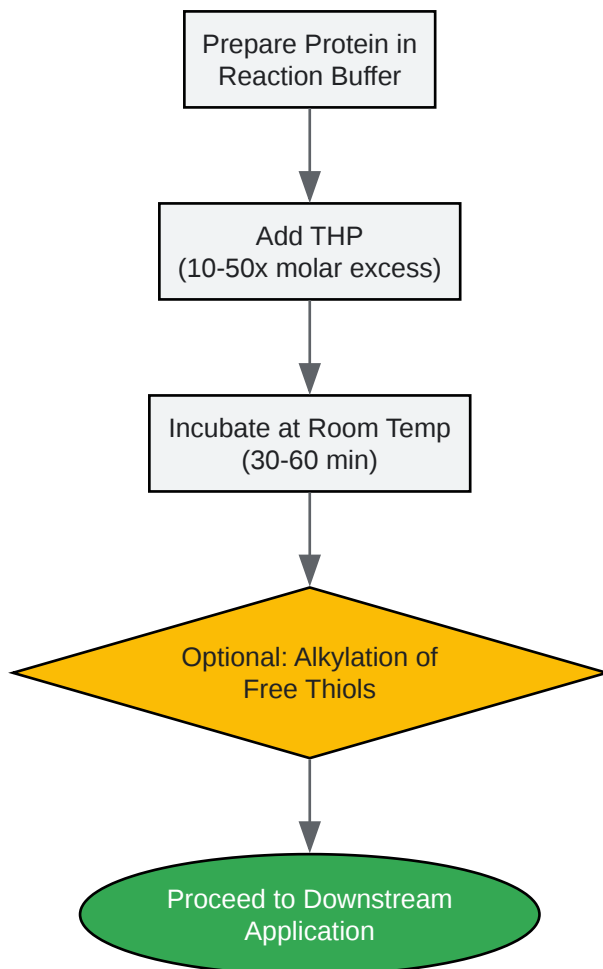 Prepare Protein in
Reaction Buffer
Add THP
(10-50x molar excess)
Incubate at Room Temp
(30-60 min)
Optional: Alkylation of
Free Thiols
Proceed to Downstream
Application